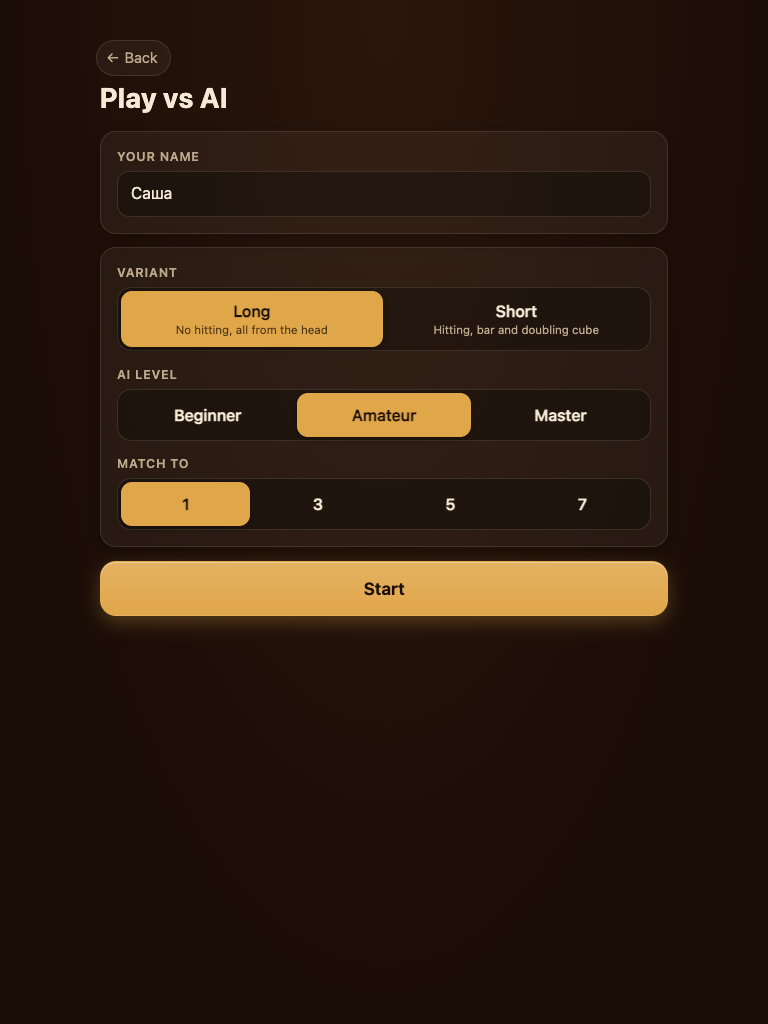 ← Back
Play vs AI
YOUR NAME
Саша
VARIANT
Long
No hitting, all from the head
Short
Hitting, bar and doubling cube
AI LEVEL
Beginner
Amateur
Master
MATCH TO
1
3
5
7
Start